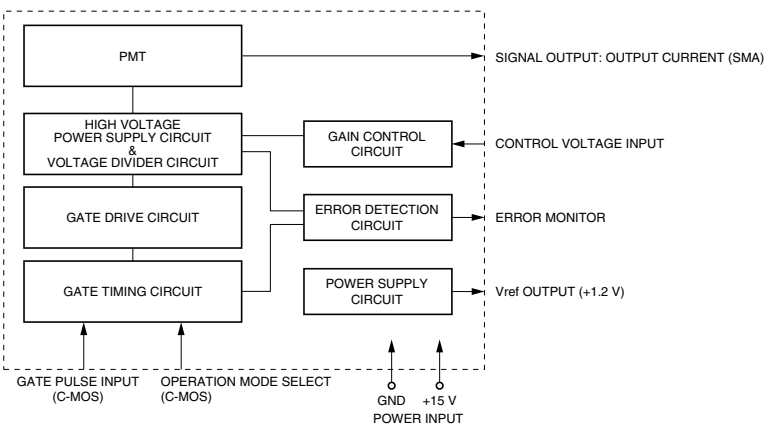 PMT
SIGNAL OUTPUT: OUTPUT CURRENT (SMA)
HIGH VOLTAGE
POWER SUPPLY CIRCUIT
&
VOLTAGE DIVIDER CIRCUIT
GAIN CONTROL
CIRCUIT
CONTROL VOLTAGE INPUT
GATE DRIVE CIRCUIT
ERROR DETECTION
CIRCUIT
ERROR MONITOR
GATE TIMING CIRCUIT
POWER SUPPLY
CIRCUIT
Vref OUTPUT (+1.2 V)
GATE PULSE INPUT
(C-MOS)
OPERATION MODE SELECT
(C-MOS)
GND
+15 V
POWER INPUT